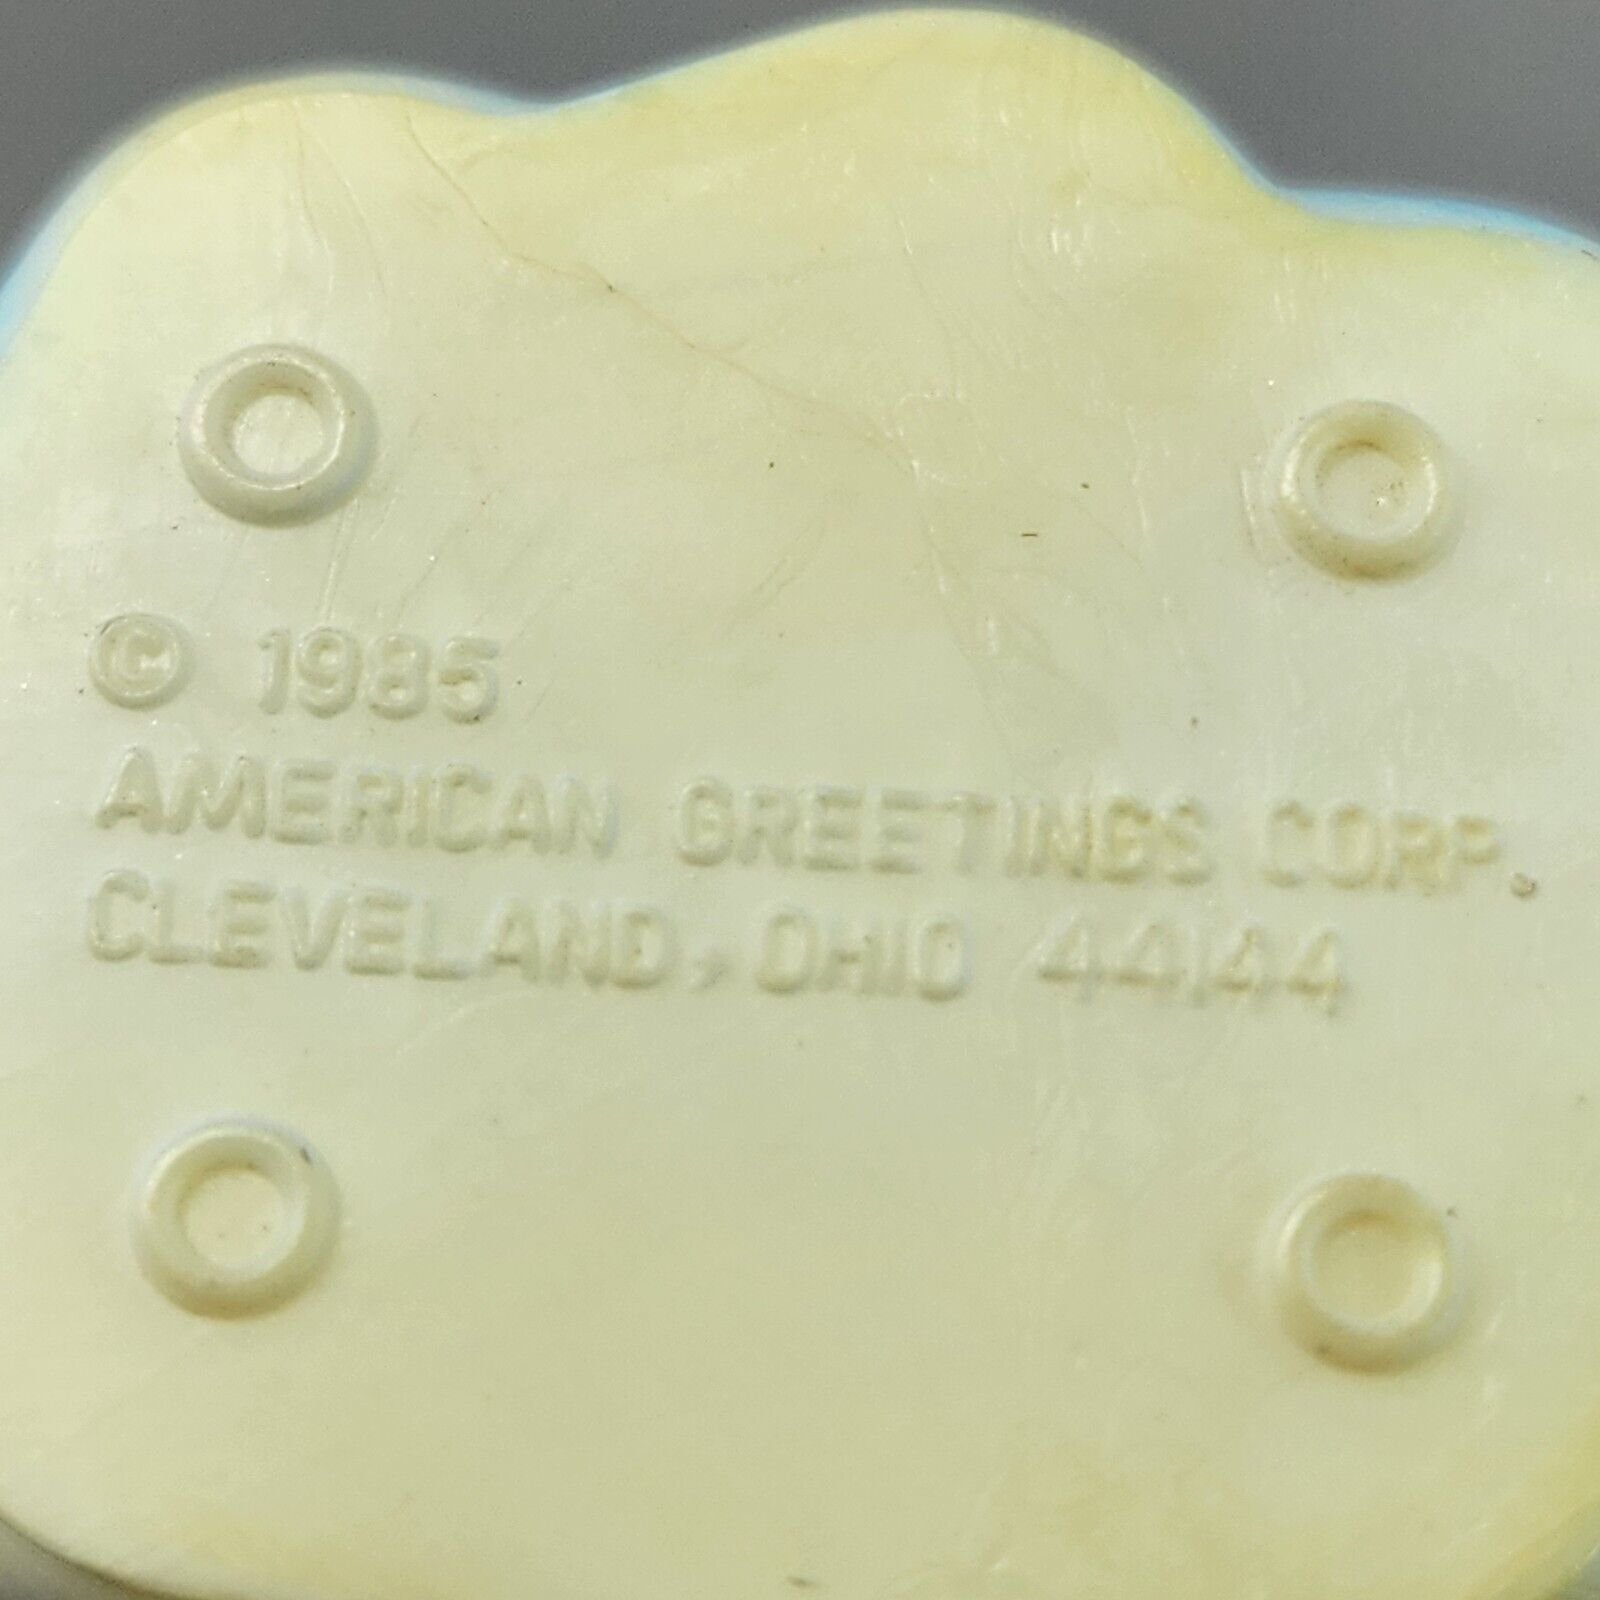 © 1985
AMERICAN GREETINGS CORP.
CLEVELAND, OHIO 44144